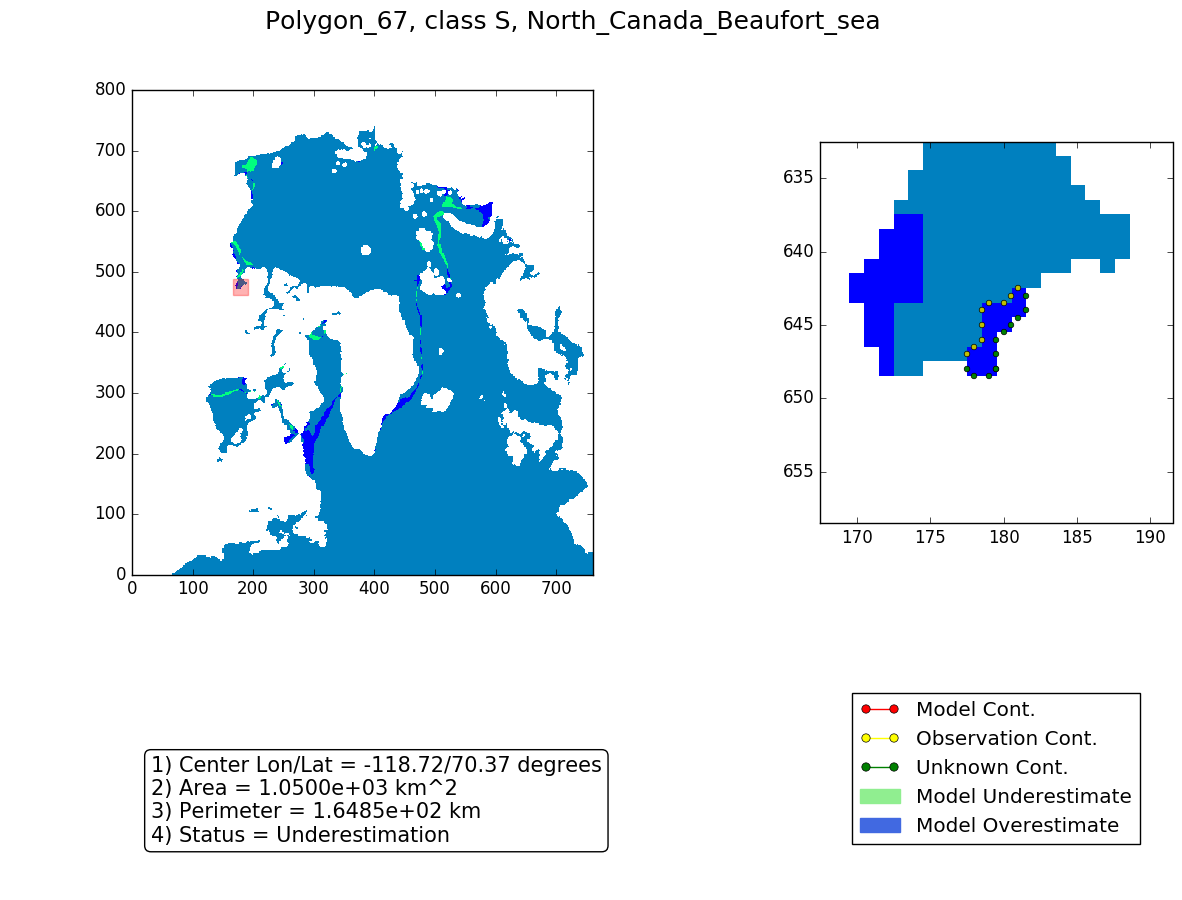 Polygon_67, class S, North_Canada_Beaufort_sea
800
700
600
500
400
300
200
100
0
0 100 200 300 400 500 600 700
635
640
645
650
655
170 175 180 185 190
1) Center Lon/Lat = -118.72/70.37 degrees
2) Area = 1.0500e+03 km^2
3) Perimeter = 1.6485e+02 km
4) Status = Underestimation
Model Cont.
Observation Cont.
Unknown Cont.
Model Underestimate
Model Overestimate